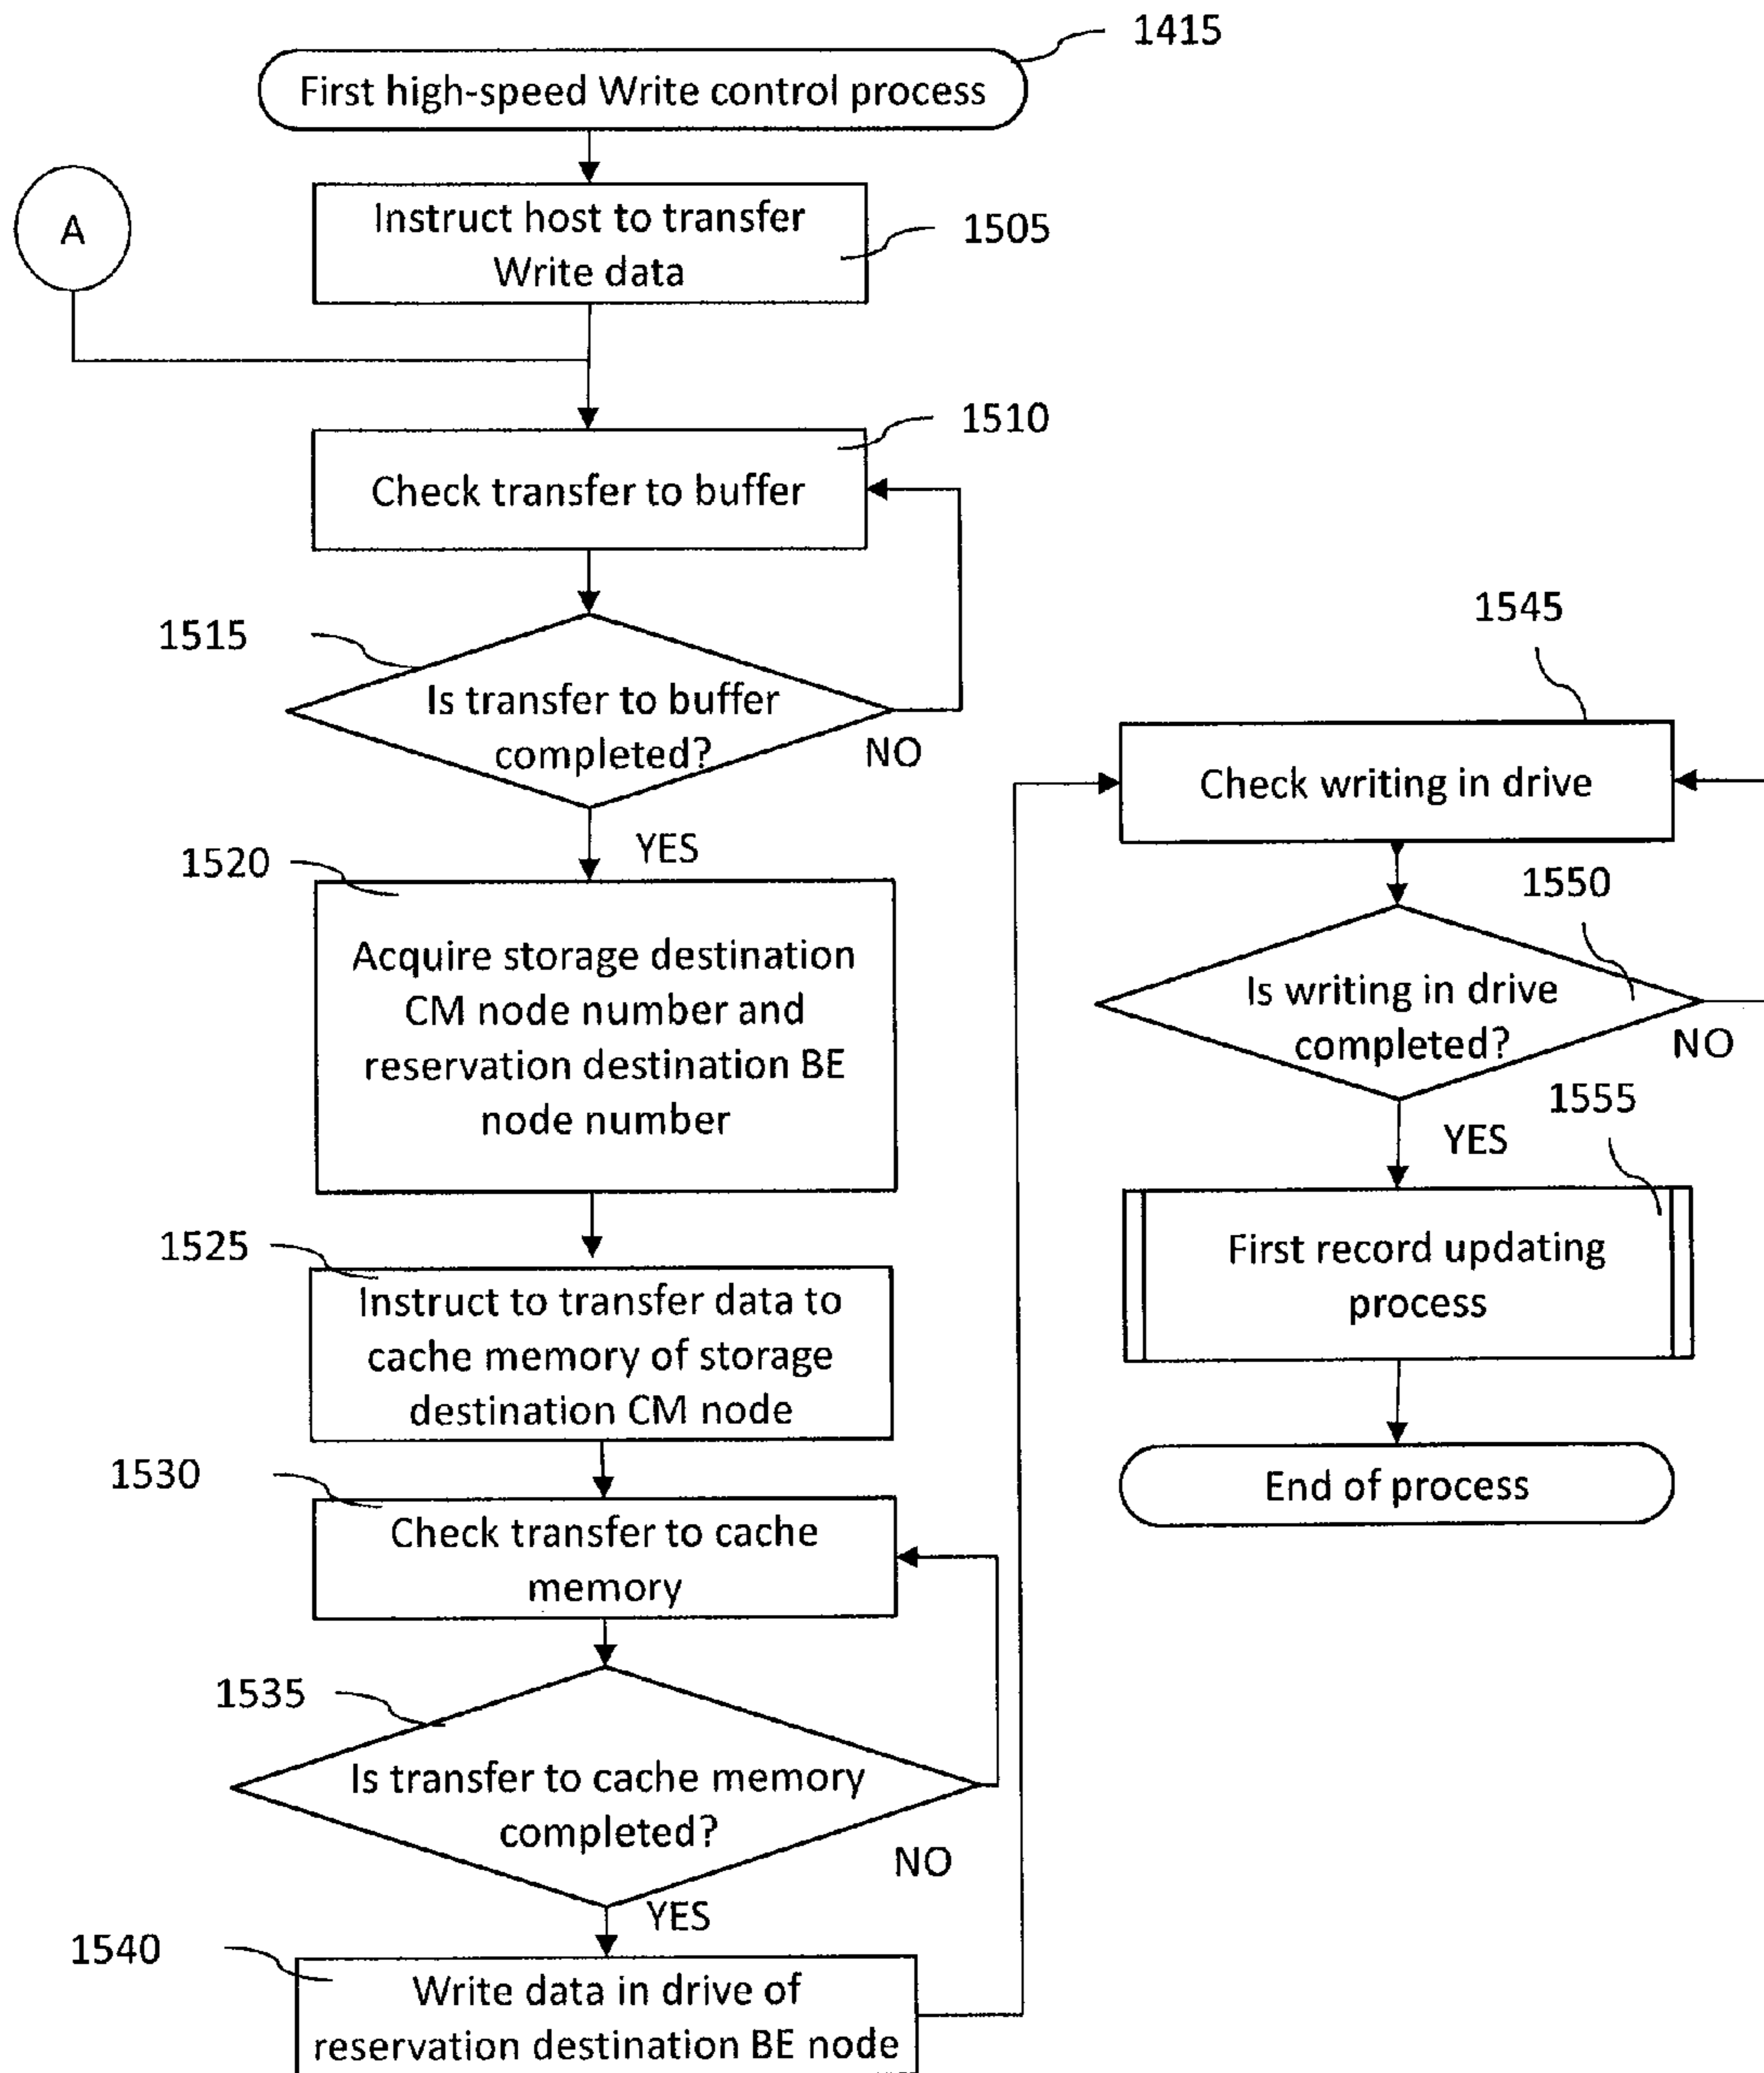 1415
First high-speed Write control process
A
Instruct host to transfer
Write data
1505
1510
Check transfer to buffer
1515
Is transfer to buffer
completed?
NO
YES
1520
Acquire storage destination
CM node number and
reservation destination BE
node number
1525
Instruct to transfer data to
cache memory of storage
destination CM node
1530
Check transfer to cache
memory
1535
Is transfer to cache memory
completed?
NO
YES
1540
Write data in drive of
reservation destination BE node
1545
Check writing in drive
1550
Is writing in drive
completed?
NO
YES
1555
First record updating
process
End of process